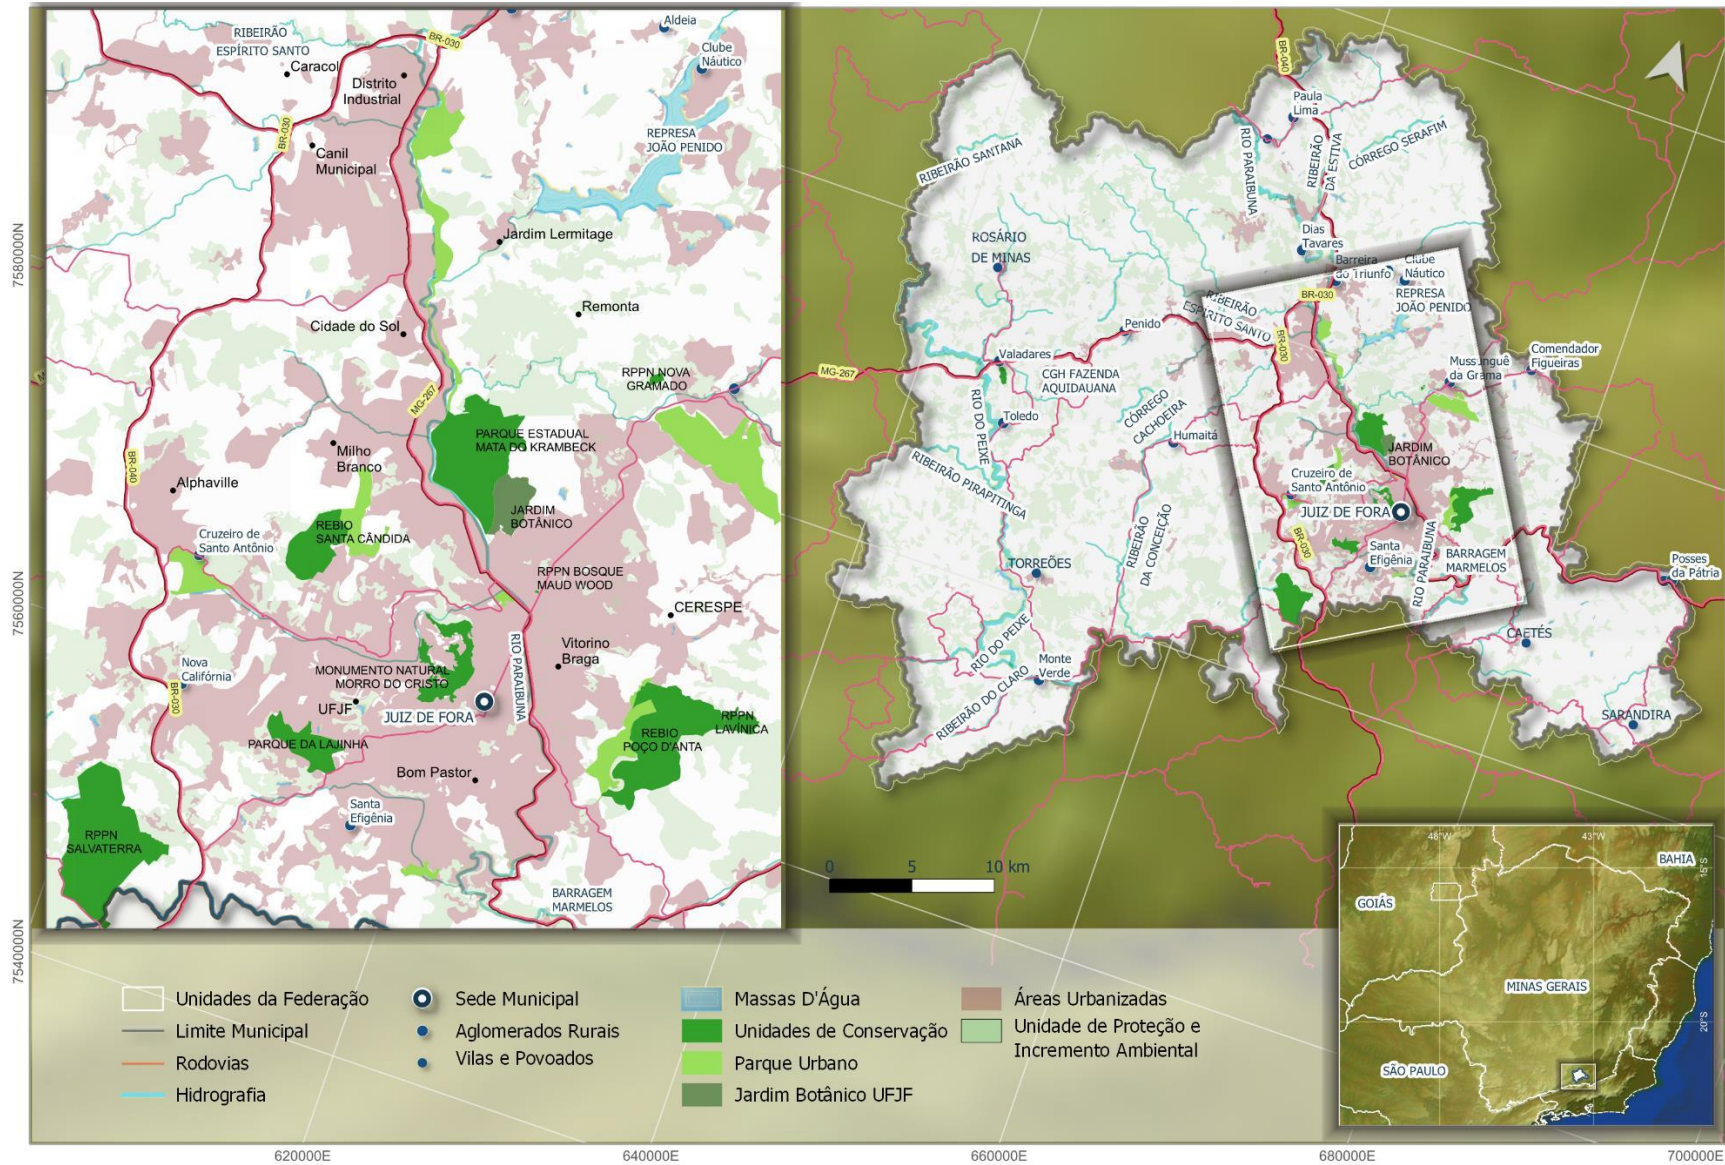 RIBEIRÃO
ESPÍRITO SANTO
Caracol
Distrito
Industrial
BR-030
Aldeia
Clube
Náutico
BR-030
Canil
Municipal
REPRESA
JOÃO PENIDO
Jardim Lermitage
Remonta
Cidade do Sol
RPPN NOVA
GRAMADO
MG-267
PARQUE ESTADUAL
MATA DO KRAMBECK
Milho
Branco
BR-040
Alphaville
JARDIM
BOTÂNICO
REBIO
SANTA CÂNDIDA
Cruzeiro de
Santo Antônio
RPPN BOSQUE
MAUD WOOD
CERESPE
Vitorino
Braga
RIO PARAIBUNA
MONUMENTO NATURAL
MORRO DO CRISTO
Nova
Califórnia
BR-030
UFJF
JUIZ DE FORA
RPPN
LAVÍNICA
REBIO
POÇO D'ANTA
PARQUE DA LAJINHA
Bom Pastor
Santa
Efigênia
RPPN
SALVATERRA
BARRAGEM
MARMELOS
BR-040
Paula
Lima
RIBEIRÃO SANTANA
RIO PARAIBUNA
RIBEIRÃO
DA ESTIVA
CÓRREGO SERAFIM
ROSÁRIO
DE MINAS
Dias
Tavares
Barreira
do Triunfo
Clube
Náutico
BR-030
REPRESA
JOÃO PENIDO
RIBEIRÃO
ESPÍRITO SANTO
Penido
BR-030
Valadares
MG-267
CGH FAZENDA
AQUIDAUANA
Mussunguê
da Grama
Comendador
Figueiras
RIO DO PEIXE
Toledo
CÓRREGO
CACHOEIRA
Humaitá
JARDIM
BOTÂNICO
RIBEIRÃO PIRAPITINGA
Cruzeiro de
Santo Antônio
JUIZ DE FORA
RIBEIRÃO
DA CONCEIÇÃO
BR-030
Santa
Efigênia
RIO PARAIBUNA
BARRAGEM
MARMELOS
TORREÕES
Posses
da Pátria
RIO DO PEIXE
CAETÉS
Monte
Verde
RIBEIRÃO DO CLARO
SARANDIRA
0 5 10 km
48°W 43°W
BAHIA
15°S
GOIÁS
MINAS GERAIS
20°S
SÃO PAULO
7580000N
7560000N
7540000N
Unidades da Federação
Limite Municipal
Rodovias
Hidrografia
Sede Municipal
Aglomerados Rurais
Vilas e Povoados
Massas D'Água
Unidades de Conservação
Parque Urbano
Jardim Botânico UFJF
Áreas Urbanizadas
Unidade de Proteção e
Incremento Ambiental
620000E 640000E 660000E 680000E 700000E